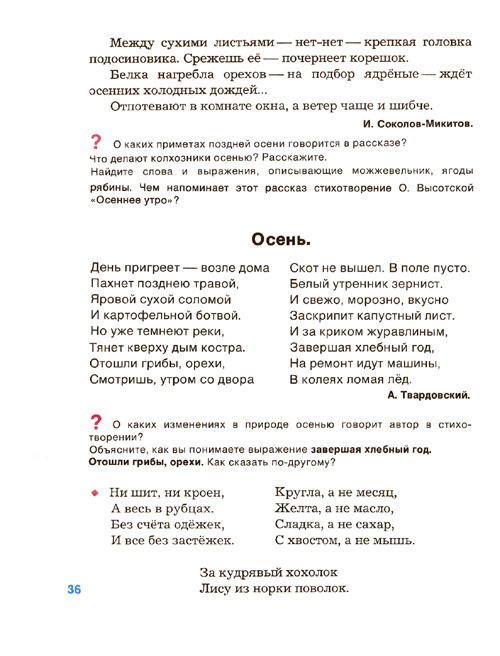 Между сухими листьями — нет-нет — крепкая головка
подосиновика. Срежешь её — почернеет корешок.
Белка нагребла орехов — на подбор ядрёные — ждёт
осенних холодных дождей...
Отпотевают в комнате окна, а ветер чаще и шибче.
И. Соколов-Микитов.
? О каких приметах поздней осени говорится в рассказе?
Что делают колхозники осенью? Расскажите.
Найдите слова и выражения, описывающие можжевельник, ягоды
рябины. Чем напоминает этот рассказ стихотворение О. Высотской
«Осеннее утро»?
Осень.
День пригреет — возле дома
Пахнет позднею травой,
Яровой сухой соломой
И картофельной ботвой.
Но уже темнеют реки,
Тянет кверху дым костра.
Отошли грибы, орехи,
Смотришь, утром со двора
Скот не вышел. В поле пусто.
Белый утренник зернист.
И свежо, морозно, вкусно
Заскрипит капустный лист.
И за криком журавлиным,
Завершая хлебный год,
На ремонт идут машины,
В колеях ломая лёд.
А. Твардовский.
? О каких изменениях в природе осенью говорит автор в стихо-
творении?
Объясните, как вы понимаете выражение завершая хлебный год.
Отошли грибы, орехи. Как сказать по-другому?
Ни шит, ни кроен,
А весь в рубцах.
Без счёта одёжек,
И все без застёжек.
Кругла, а не месяц,
Желта, а не масло,
Сладка, а не сахар,
С хвостом, а не мышь.
За кудрявый хохолок
Лису из норки поволок.
36